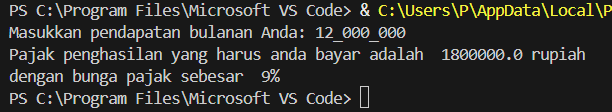 PS C:\Program Files\Microsoft VS Code> & C:\Users\P\AppData\Local\P
Masukkan pendapatan bulanan Anda: 12_000_000
Pajak penghasilan yang harus anda bayar adalah  1800000.0 rupiah
dengan bunga pajak sebesar  9%
PS C:\Program Files\Microsoft VS Code>